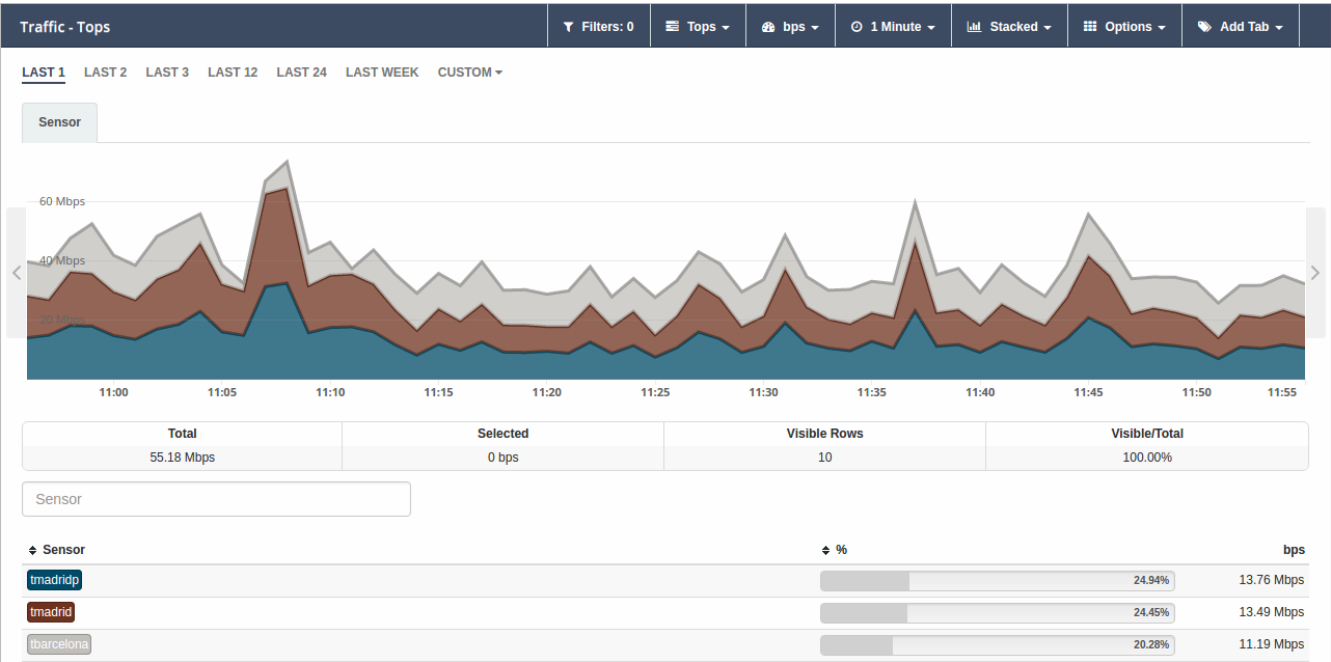 Traffic - Tops Filters: 0 Tops bps 1 Minute Stacked Options Add Tab
LAST 1 LAST 2 LAST 3 LAST 12 LAST 24 LAST WEEK CUSTOM
Sensor
60 Mbps
40 Mbps
20 Mbps
11:00 11:05 11:10 11:15 11:20 11:25 11:30 11:35 11:40 11:45 11:50 11:55
Total Selected Visible Rows Visible/Total
55.18 Mbps 0 bps 10 100.00%
Sensor
Sensor % bps
tmadridp 24.94% 13.76 Mbps
tmadrid 24.45% 13.49 Mbps
tbarcelona 20.28% 11.19 Mbps